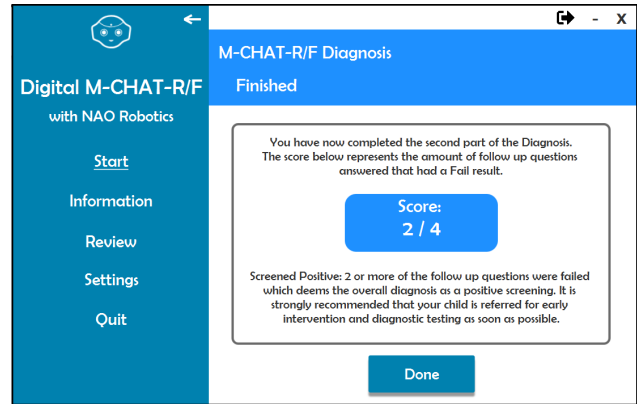 Digital M-CHAT-R/F
with NAO Robotics
Start
Information
Review
Settings
Quit
- X
M-CHAT-R/F Diagnosis
Finished
You have now completed the second part of the Diagnosis.
The score below represents the amount of follow up questions
answered that had a Fail result.
Score:
2 / 4
Screened Positive: 2 or more of the follow up questions were failed
which deems the overall diagnosis as a positive screening. It is
strongly recommended that your child is referred for early
intervention and diagnostic testing as soon as possible.
Done